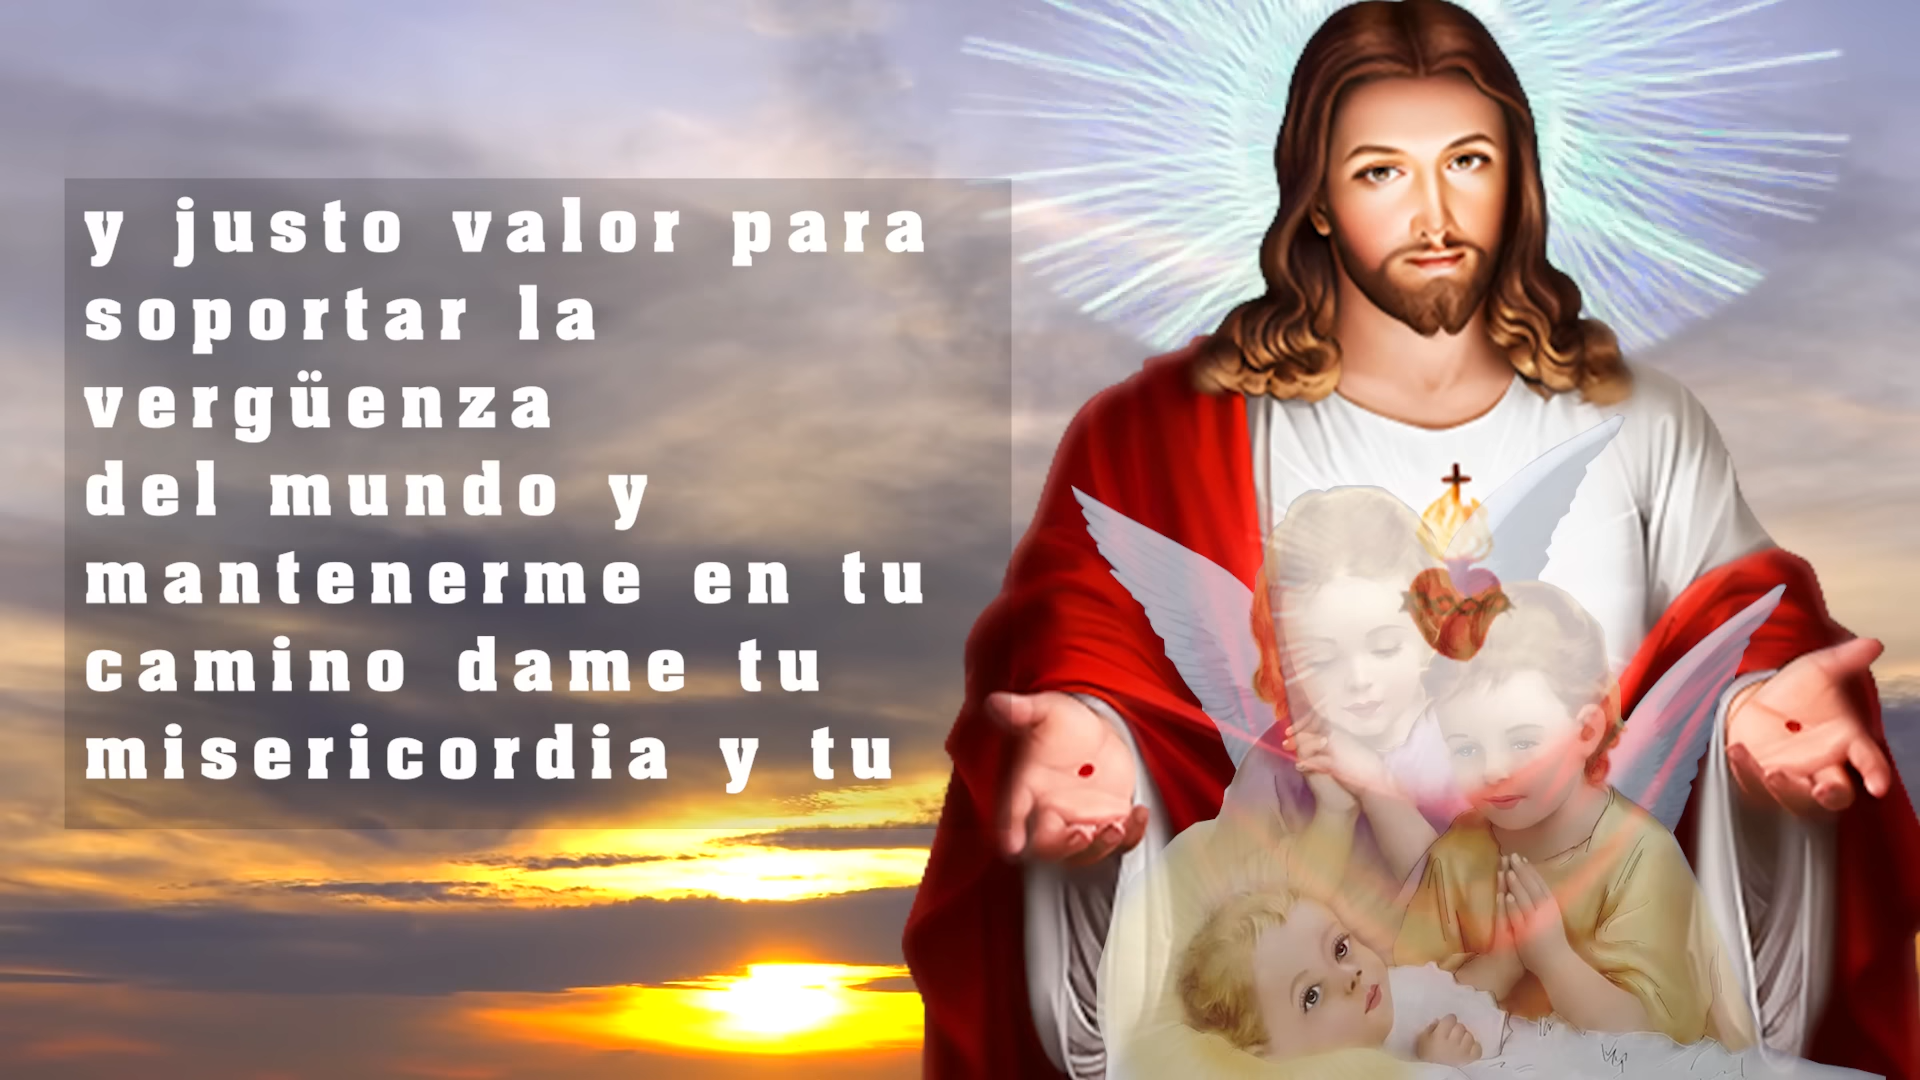 y justo valor para
soportar la
vergüenza
del mundo y
mantenerme en tu
camino dame tu
misericordia y tu